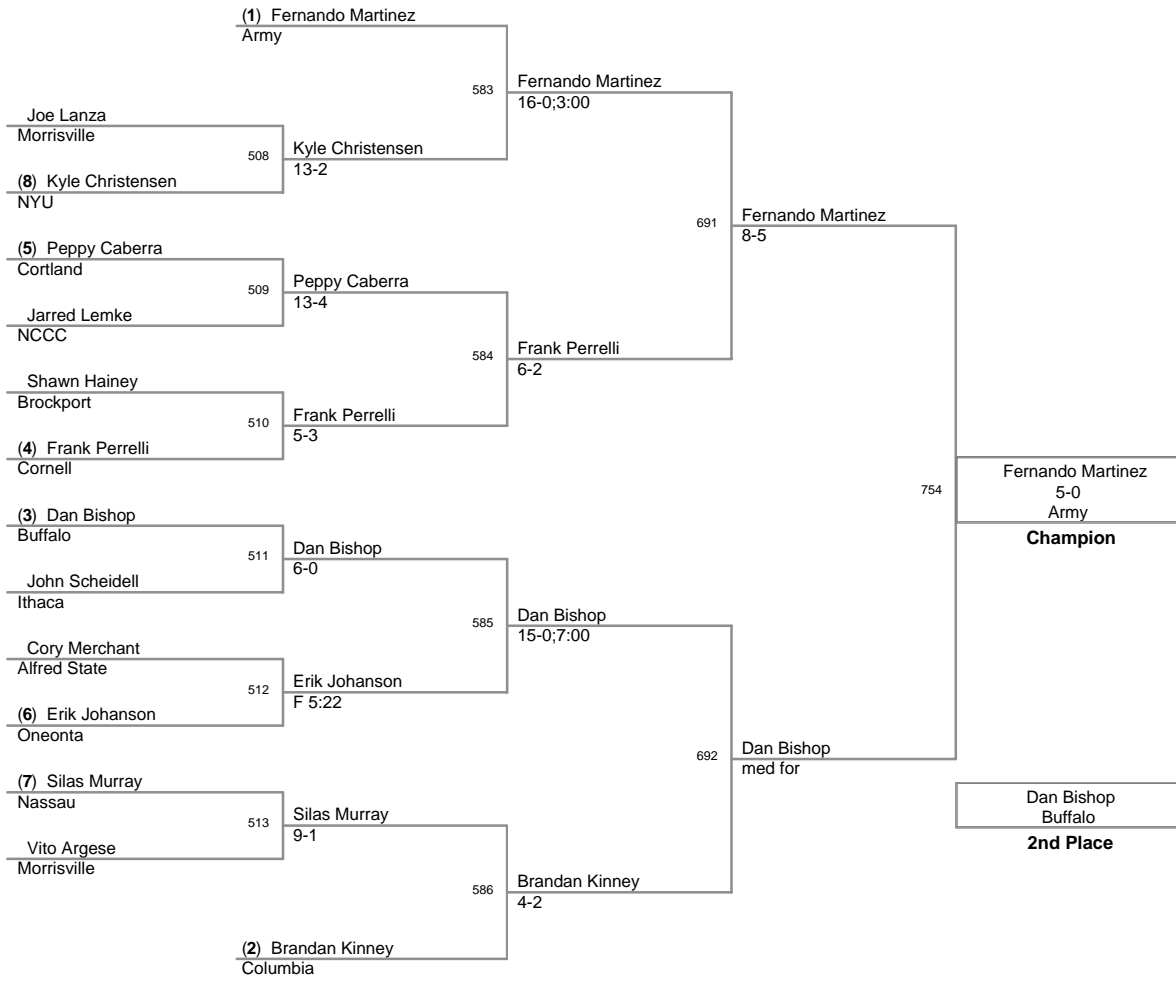 (1) Fernando Martinez
Army
583
Fernando Martinez
16-0;3:00
Joe Lanza
Morrisville
508
Kyle Christensen
13-2
(8) Kyle Christensen
NYU
691
Fernando Martinez
8-5
(5) Peppy Caberra
Cortland
509
Peppy Caberra
13-4
Jarred Lemke
NCCC
584
Frank Perrelli
6-2
Shawn Hainey
Brockport
510
Frank Perrelli
5-3
(4) Frank Perrelli
Cornell
754
Fernando Martinez
5-0
Army
Champion
(3) Dan Bishop
Buffalo
511
Dan Bishop
6-0
John Scheidell
Ithaca
585
Dan Bishop
15-0;7:00
Cory Merchant
Alfred State
512
Erik Johanson
F 5:22
(6) Erik Johanson
Oneonta
692
Dan Bishop
med for
(7) Silas Murray
Nassau
513
Silas Murray
9-1
Vito Argese
Morrisville
Dan Bishop
Buffalo
2nd Place
586
Brandan Kinney
4-2
(2) Brandan Kinney
Columbia